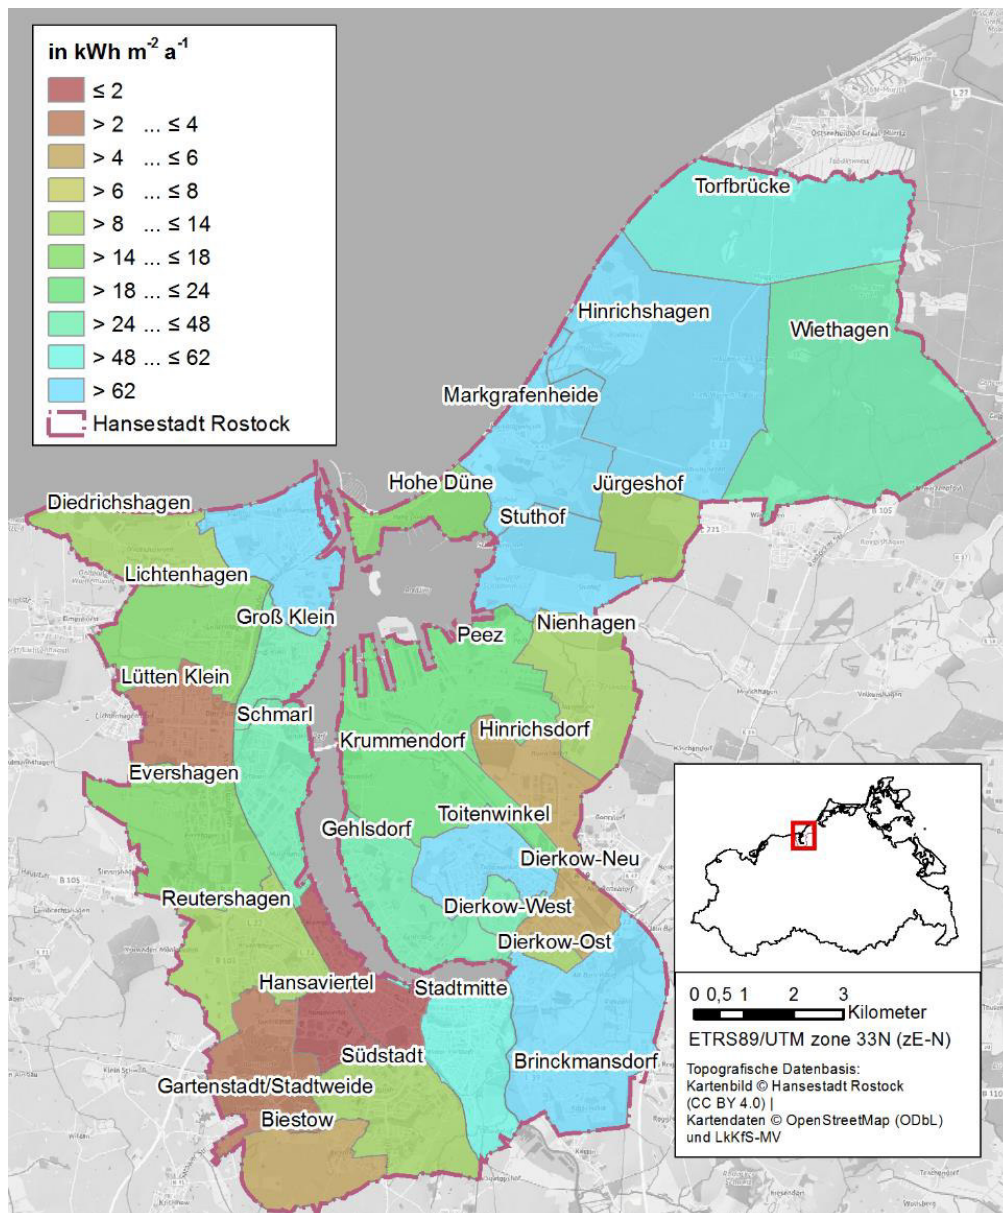 in kWh m⁻² a⁻¹
≤ 2
> 2 ... ≤ 4
> 4 ... ≤ 6
> 6 ... ≤ 8
> 8 ... ≤ 14
> 14 ... ≤ 18
> 18 ... ≤ 24
> 24 ... ≤ 48
> 48 ... ≤ 62
> 62
Hansestadt Rostock
L 22
Torfbrücke
Hinrichshagen
Wiethagen
Markgrafenheide
Hohe Düne
Jürgeshof
Diedrichshagen
Stuthof
B 105
Lichtenhagen
Groß Klein
Peez
Nienhagen
Lütten Klein
Schmarl
Hinrichsdorf
Krummendorf
Evershagen
Toitenwinkel
Gehlsdorf
Dierkow-Neu
B 105
Reutershagen
Dierkow-West
Dierkow-Ost
Hansaviertel
Stadtmitte
Südstadt
Brinckmansdorf
Gartenstadt/Stadtweide
Biestow
0 0,5 1 2 3
Kilometer
ETRS89/UTM zone 33N (zE-N)
Topografische Datenbasis:
Kartenbild © Hansestadt Rostock
(CC BY 4.0) |
Kartendaten © OpenStreetMap (ODbL)
und LkKfS-MV
B 110